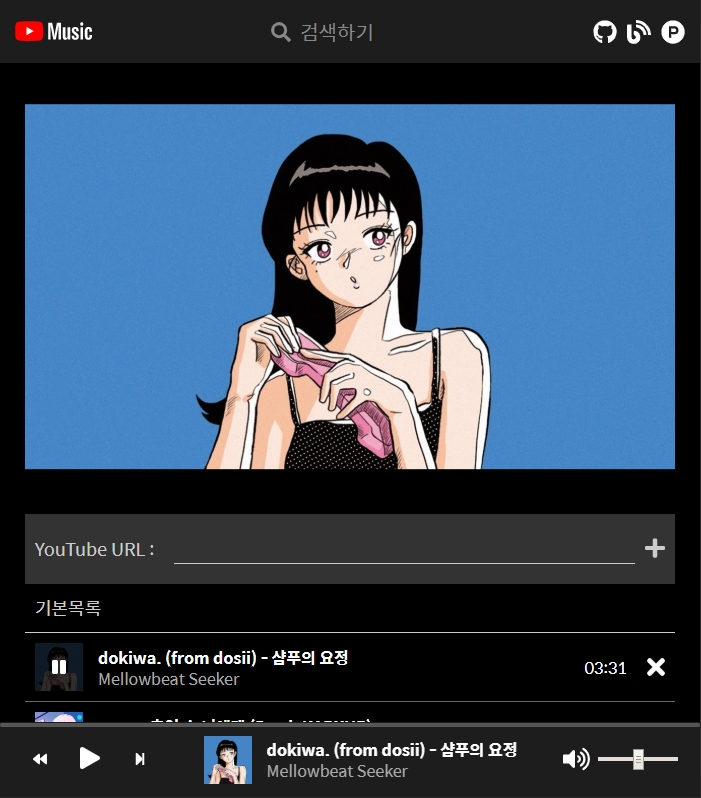 Music
검색하기
YouTube URL :
기본목록
dokiwa. (from dosii) - 샴푸의 요정
Mellowbeat Seeker
03:31
dokiwa. (from dosii) - 샴푸의 요정
Mellowbeat Seeker